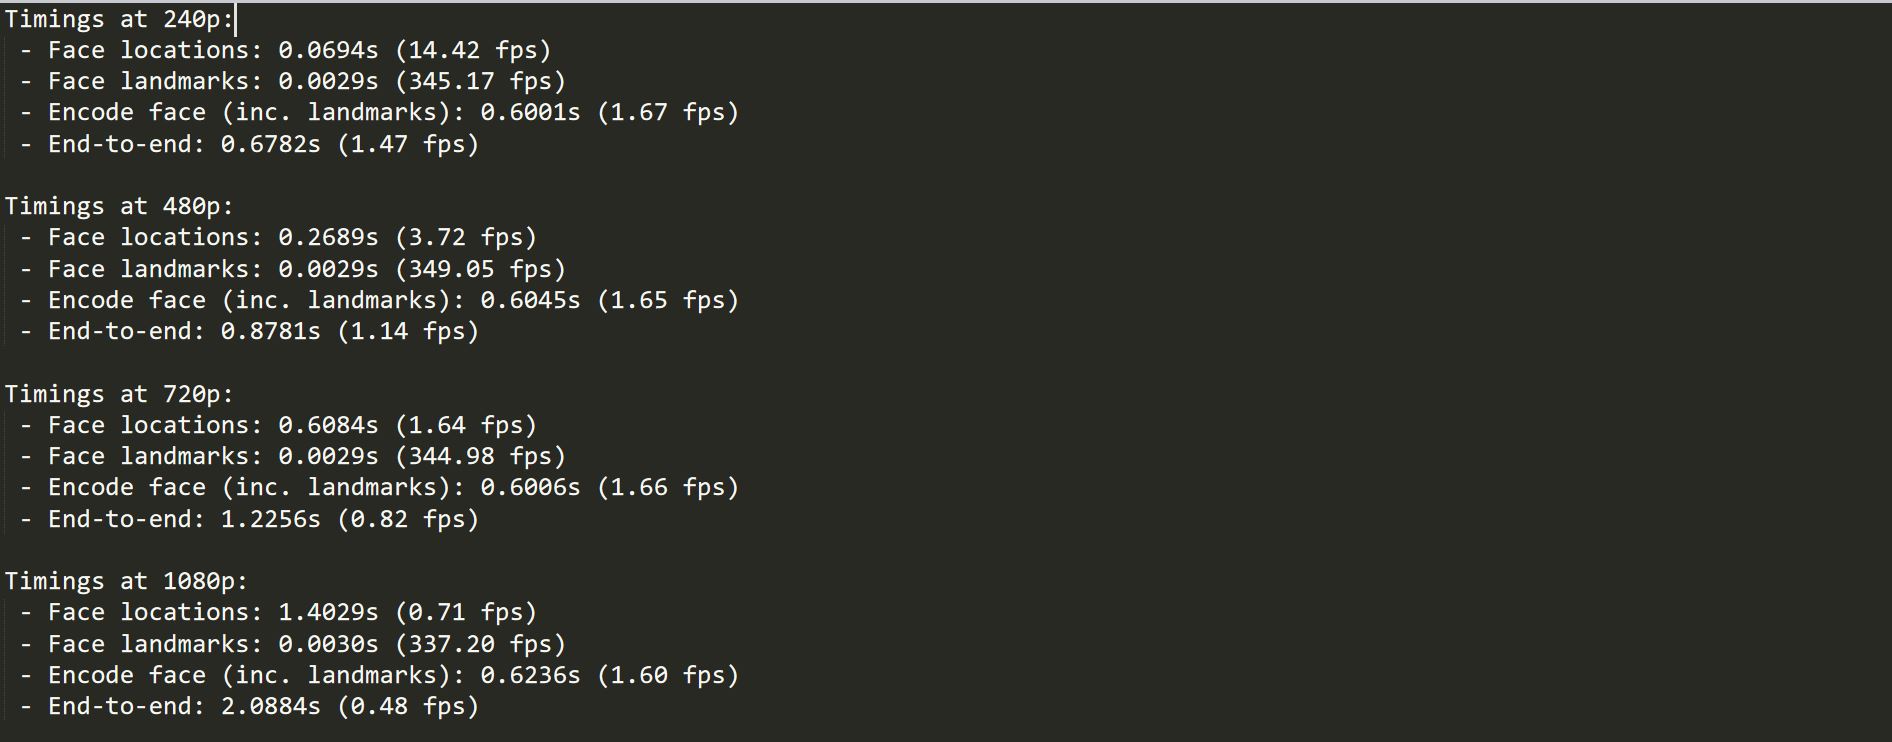 Timings at 240p:
 - Face locations: 0.0694s (14.42 fps)
 - Face landmarks: 0.0029s (345.17 fps)
 - Encode face (inc. landmarks): 0.6001s (1.67 fps)
 - End-to-end: 0.6782s (1.47 fps)

Timings at 480p:
 - Face locations: 0.2689s (3.72 fps)
 - Face landmarks: 0.0029s (349.05 fps)
 - Encode face (inc. landmarks): 0.6045s (1.65 fps)
 - End-to-end: 0.8781s (1.14 fps)

Timings at 720p:
 - Face locations: 0.6084s (1.64 fps)
 - Face landmarks: 0.0029s (344.98 fps)
 - Encode face (inc. landmarks): 0.6006s (1.66 fps)
 - End-to-end: 1.2256s (0.82 fps)

Timings at 1080p:
 - Face locations: 1.4029s (0.71 fps)
 - Face landmarks: 0.0030s (337.20 fps)
 - Encode face (inc. landmarks): 0.6236s (1.60 fps)
 - End-to-end: 2.0884s (0.48 fps)